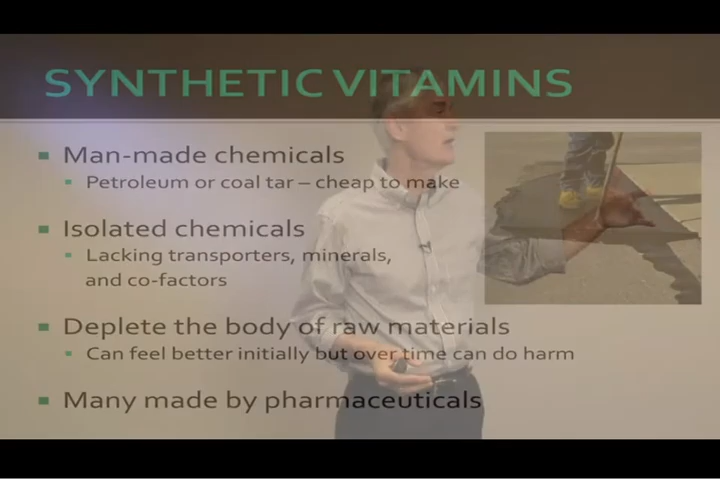 SYNTHETIC VITAMINS
Man-made chemicals
Petroleum or coal tar – cheap to make
Isolated chemicals
Lacking transporters, minerals,
and co-factors
Deplete the body of raw materials
Can feel better initially but over time can do harm
Many made by pharmaceuticals